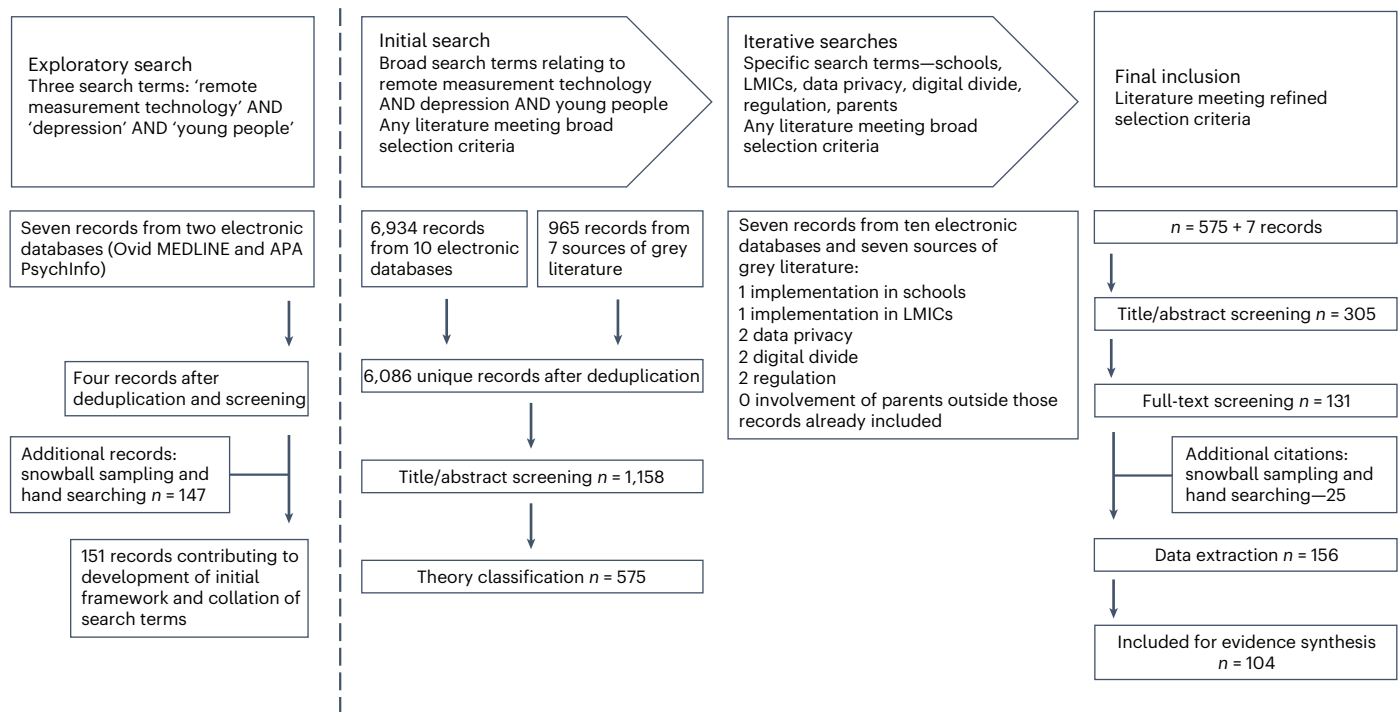 Exploratory search
Three search terms: ‘remote
measurement technology’ AND
‘depression’ AND ‘young people’
Seven records from two electronic
databases (Ovid MEDLINE and APA
PsychInfo)
Four records after
deduplication and screening
Additional records:
snowball sampling and
hand searching n = 147
151 records contributing to
development of initial
framework and collation of
search terms
Initial search
Broad search terms relating to
remote measurement technology
AND depression AND young people
Any literature meeting broad
selection criteria
6,934 records
from 10 electronic
databases
965 records from
7 sources of grey
literature
6,086 unique records after deduplication
Title/abstract screening n = 1,158
Theory classification n = 575
Iterative searches
Specific search terms—schools,
LMICs, data privacy, digital divide,
regulation, parents
Any literature meeting broad
selection criteria
Seven records from ten electronic
databases and seven sources of
grey literature:
1 implementation in schools
1 implementation in LMICs
2 data privacy
2 digital divide
2 regulation
0 involvement of parents outside those
records already included
Final inclusion
Literature meeting refined
selection criteria
n = 575 + 7 records
Title/abstract screening n = 305
Full-text screening n = 131
Additional citations:
snowball sampling and
hand searching—25
Data extraction n = 156
Included for evidence synthesis
n = 104